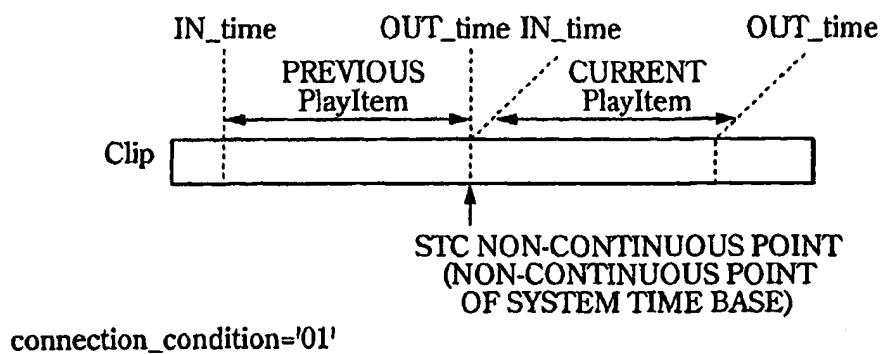 IN_time OUT_time IN_time OUT_time
PREVIOUS CURRENT
PlayItem PlayItem
Clip
STC NON-CONTINUOUS POINT
(NON-CONTINUOUS POINT
OF SYSTEM TIME BASE)
connection_condition='01'